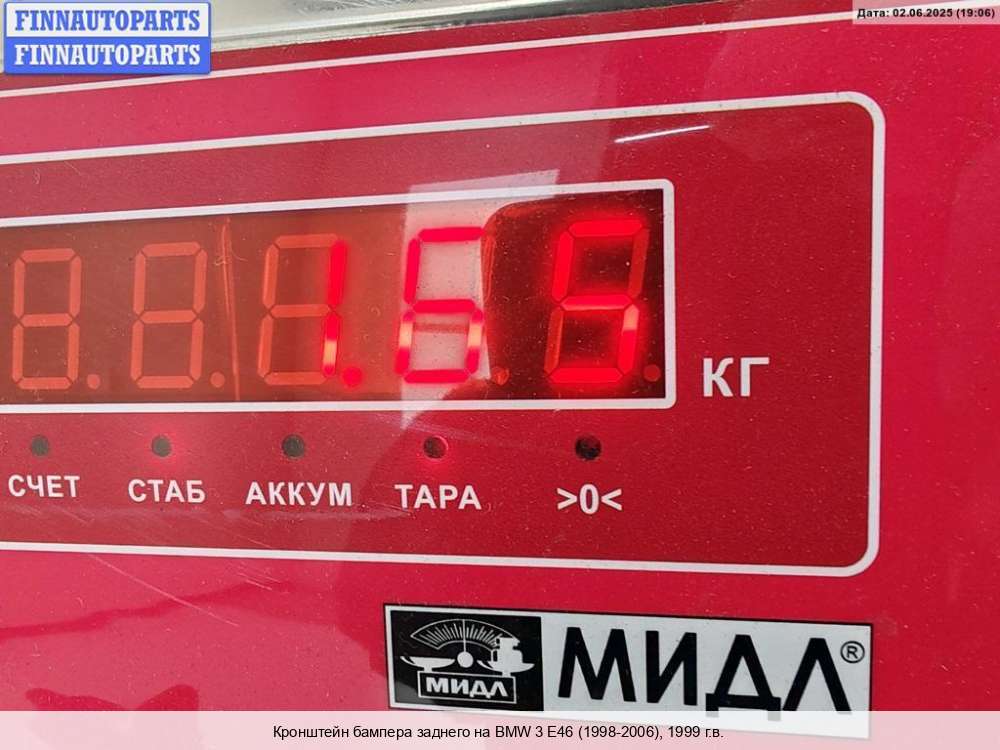 FINNAUTOPARTS
FINNAUTOPARTS
Дата: 02.06.2025 (19:06)
1.65
КГ
СЧЕТ СТАБ АККУМ ТАРА >0<
МИДЛ
МИДЛ®
Кронштейн бампера заднего на BMW 3 E46 (1998-2006), 1999 г.в.